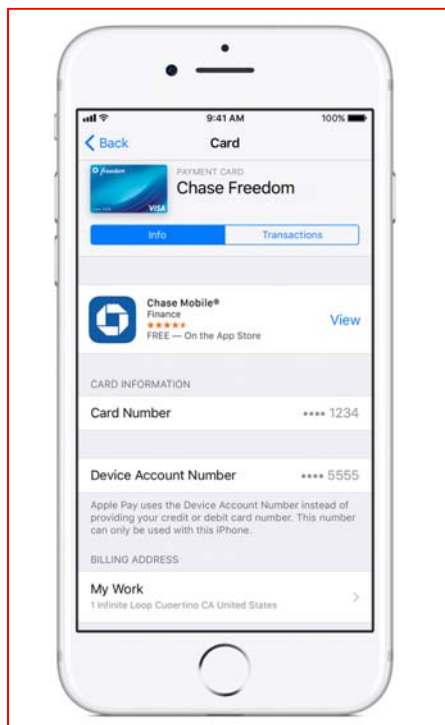 9:41 AM
100%
Back
Card
freedom
PAYMENT CARD
Chase Freedom
VISA
Info
Transactions
Chase Mobile®
Finance
FREE — On the App Store
View
CARD INFORMATION
Card Number
•••• 1234
Device Account Number
•••• 5555
Apple Pay uses the Device Account Number instead of
providing your credit or debit card number. This number
can only be used with this iPhone.
BILLING ADDRESS
My Work
1 Infinite Loop Cupertino CA United States